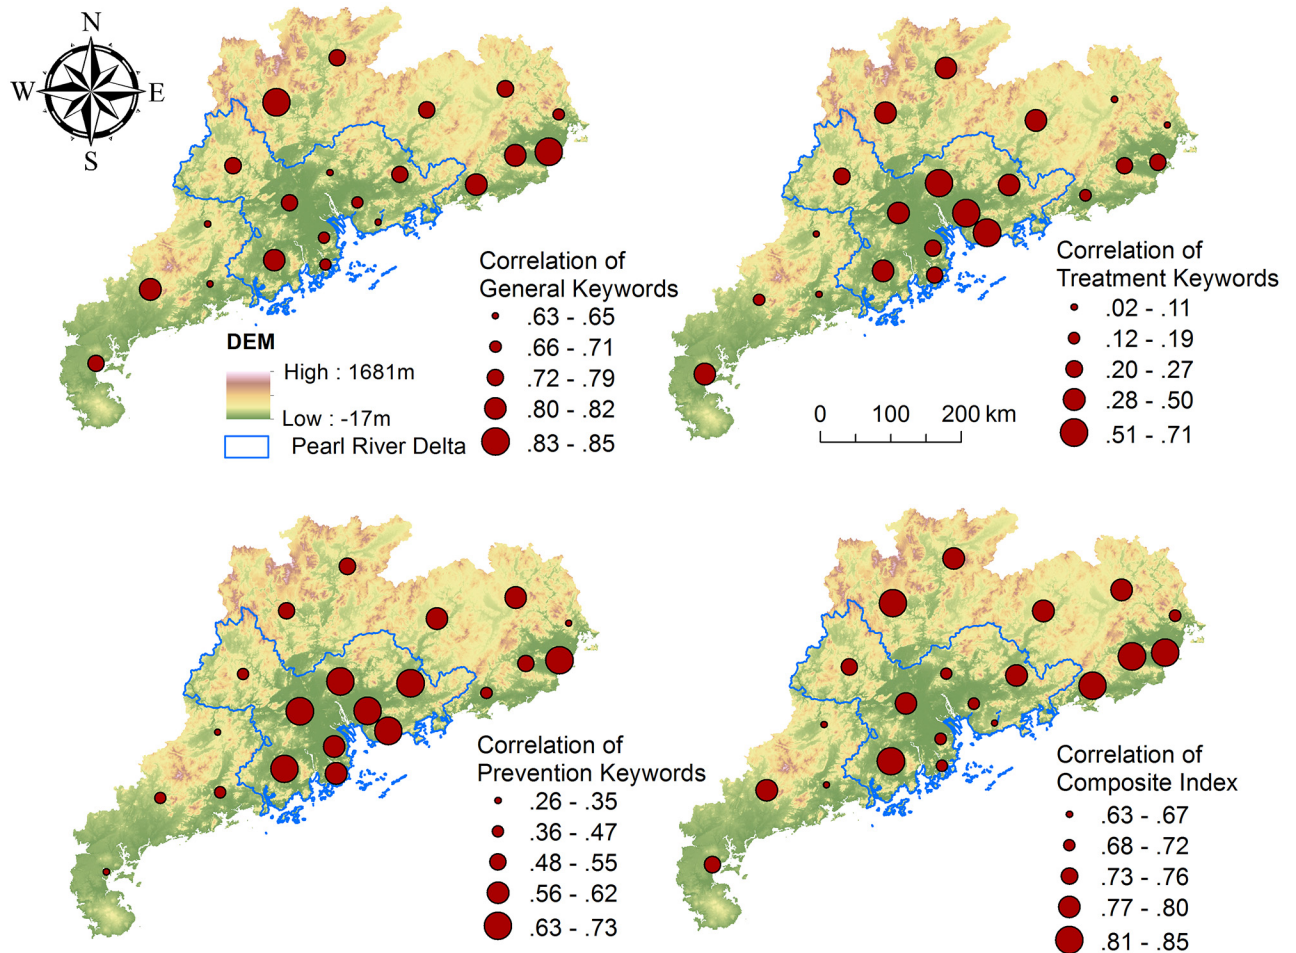 N
W
E
S
Correlation of
General Keywords
.63 - .65
.66 - .71
.72 - .79
.80 - .82
.83 - .85
DEM
High : 1681m
Low : -17m
Pearl River Delta
Correlation of
Treatment Keywords
.02 - .11
.12 - .19
.20 - .27
.28 - .50
.51 - .71
0 100 200 km
Correlation of
Prevention Keywords
.26 - .35
.36 - .47
.48 - .55
.56 - .62
.63 - .73
Correlation of
Composite Index
.63 - .67
.68 - .72
.73 - .76
.77 - .80
.81 - .85